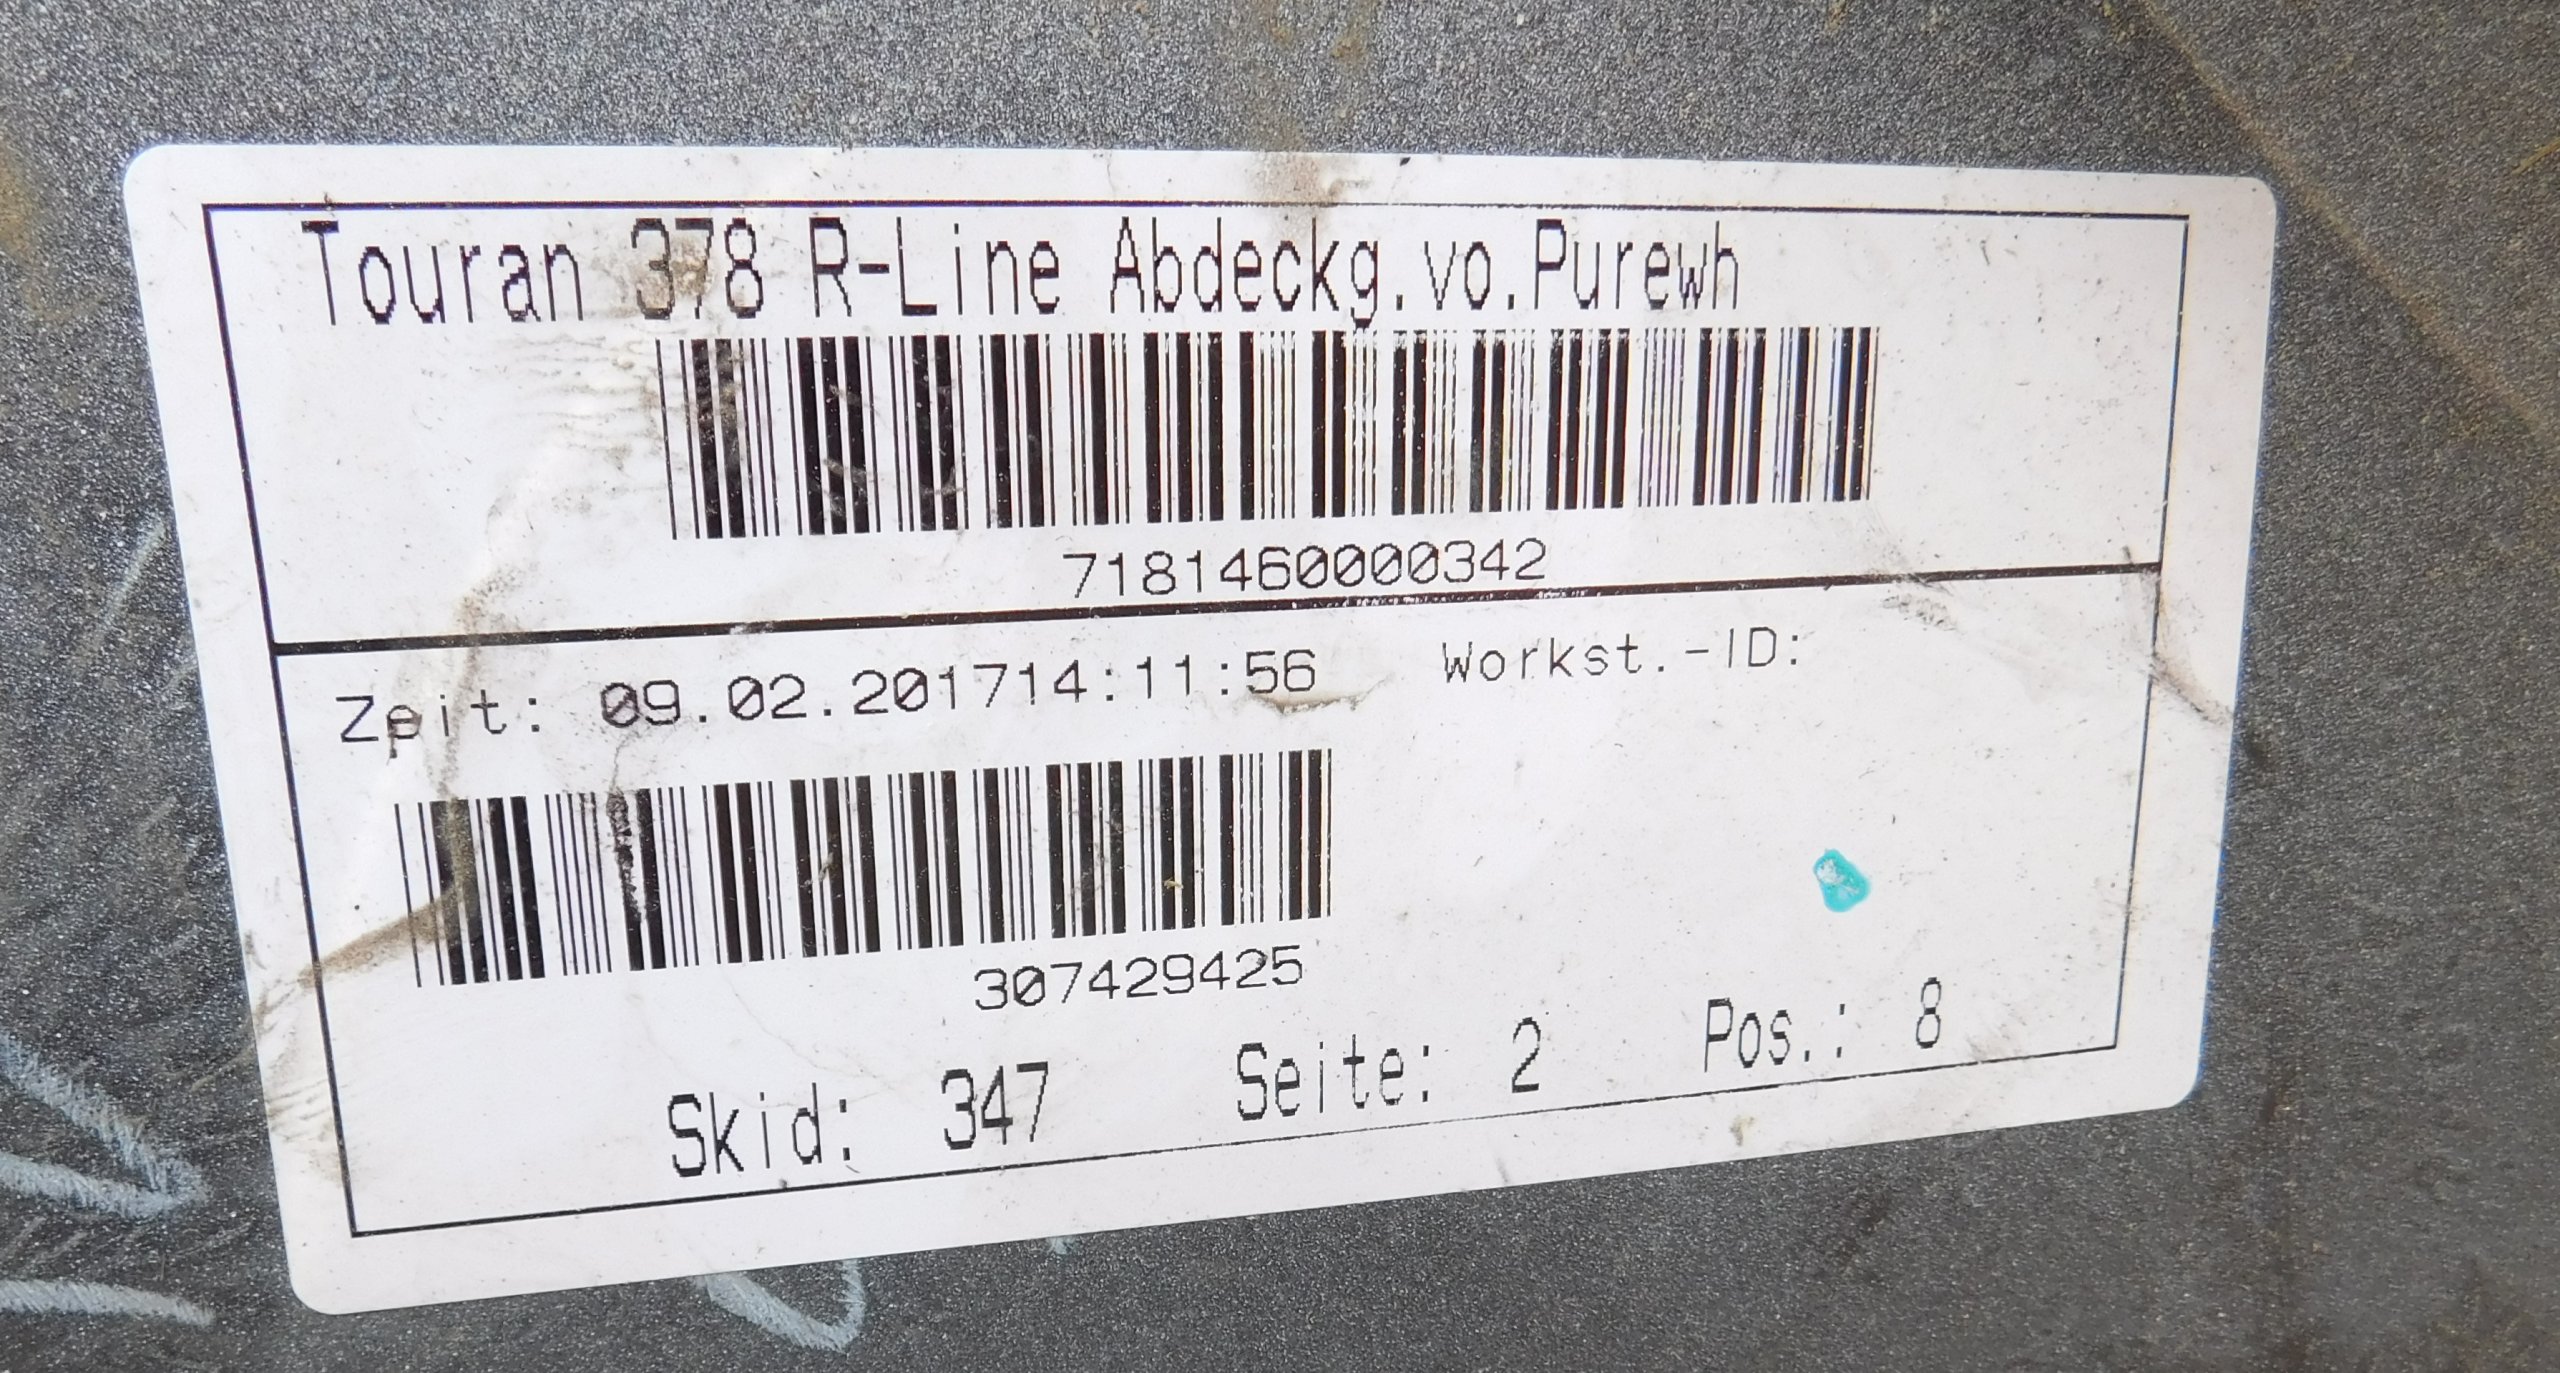 Touran 378 R-Line Abdeckg.vo.Purewh
7181460000342
Zeit: 09.02.201714:11:56 Workst.-ID:
307429425
Skid: 347 Seite: 2 Pos.: 8